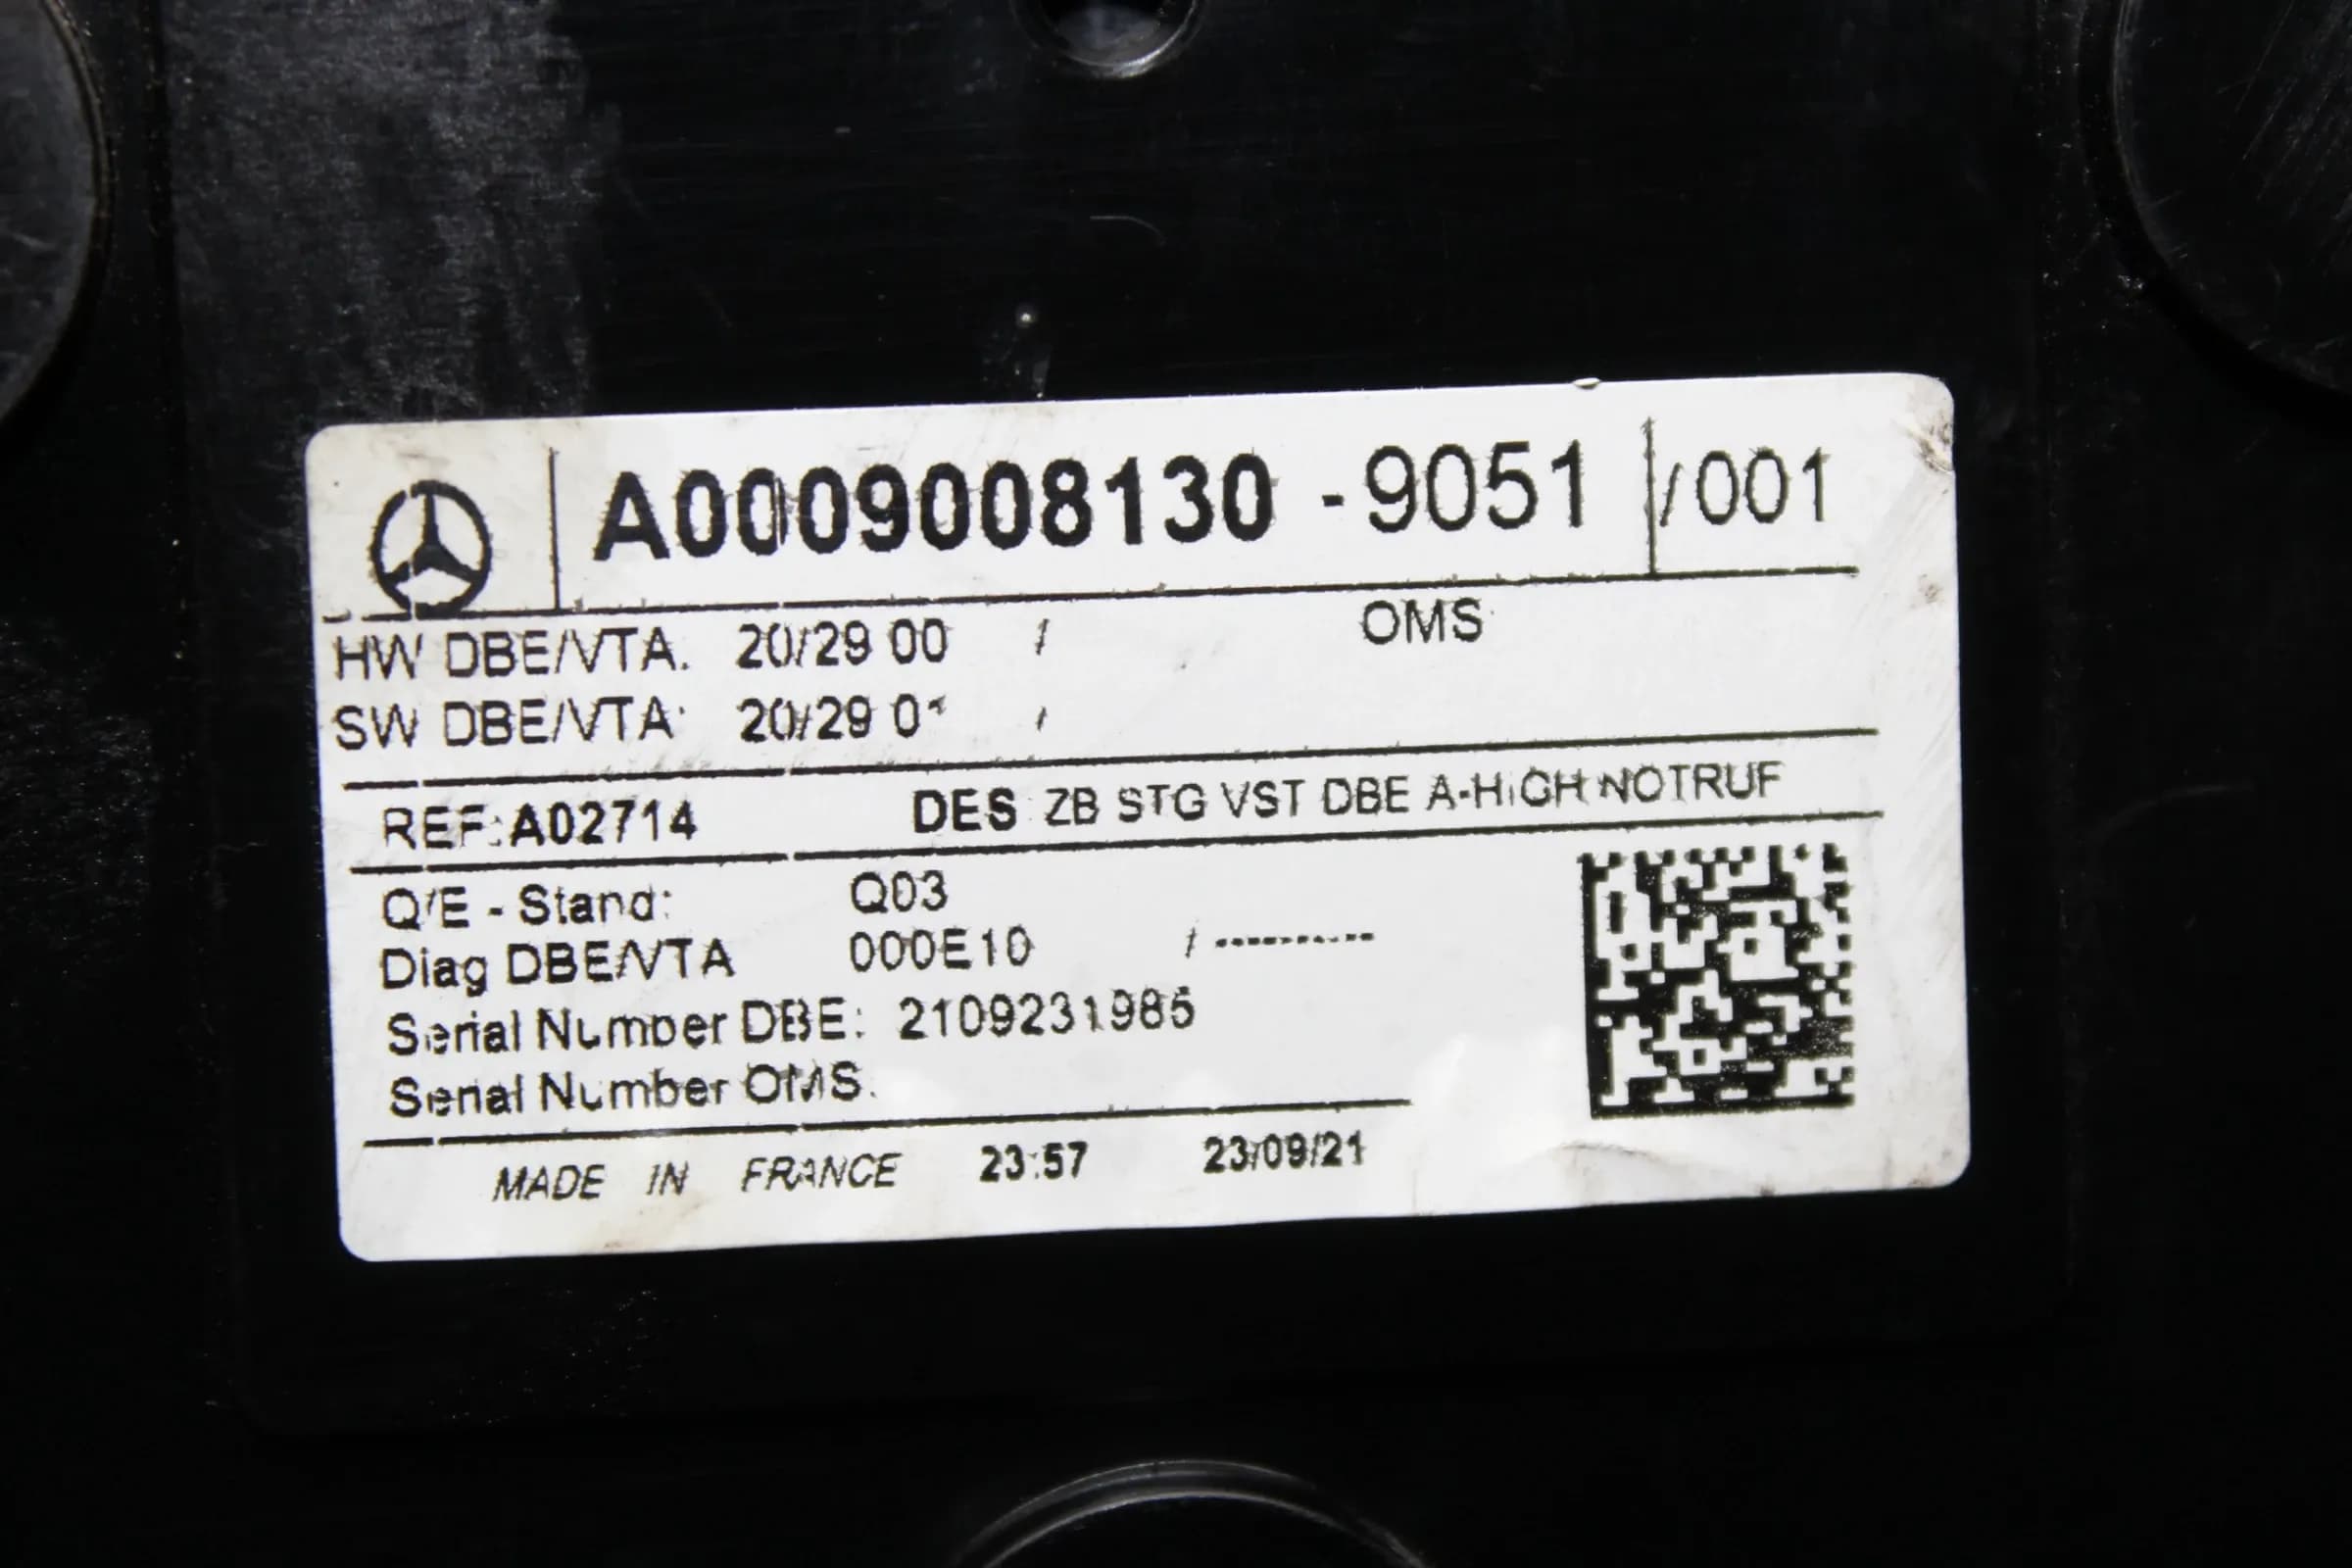 A0009008130 - 9051 /001
HW DBE/VTA: 20/29 00 / OMS
SW DBE/VTA: 20/29 01 /
REF: A02714 DES ZB STG VST DBE A-HIGH NOTRUF
Q/E - Stand: Q03
Diag DBE/VTA 000E10 / ----------
Serial Number DBE: 2109231985
Serial Number OMS:
MADE IN FRANCE 23:57 23/09/21